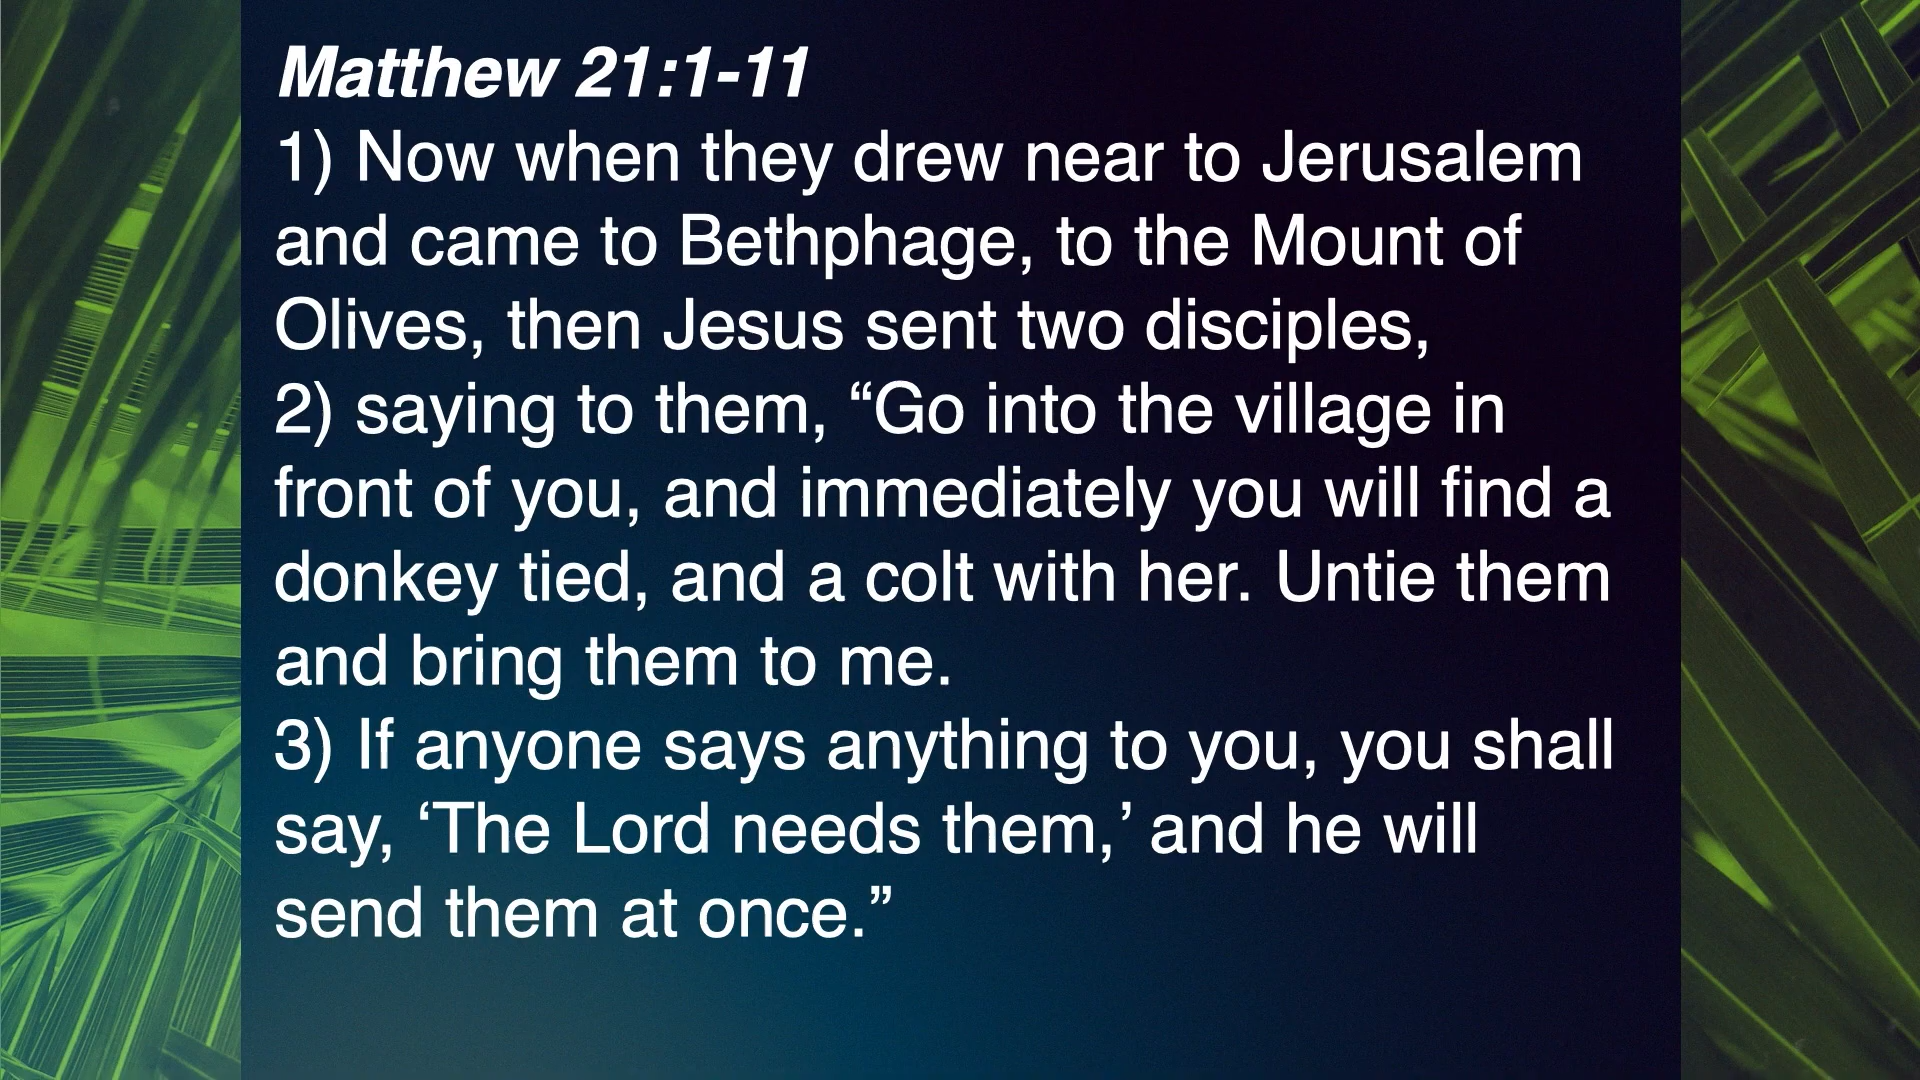 Matthew 21:1-11
1) Now when they drew near to Jerusalem
and came to Bethphage, to the Mount of
Olives, then Jesus sent two disciples,
2) saying to them, “Go into the village in
front of you, and immediately you will find a
donkey tied, and a colt with her. Untie them
and bring them to me.
3) If anyone says anything to you, you shall
say, ‘The Lord needs them,’ and he will
send them at once.”